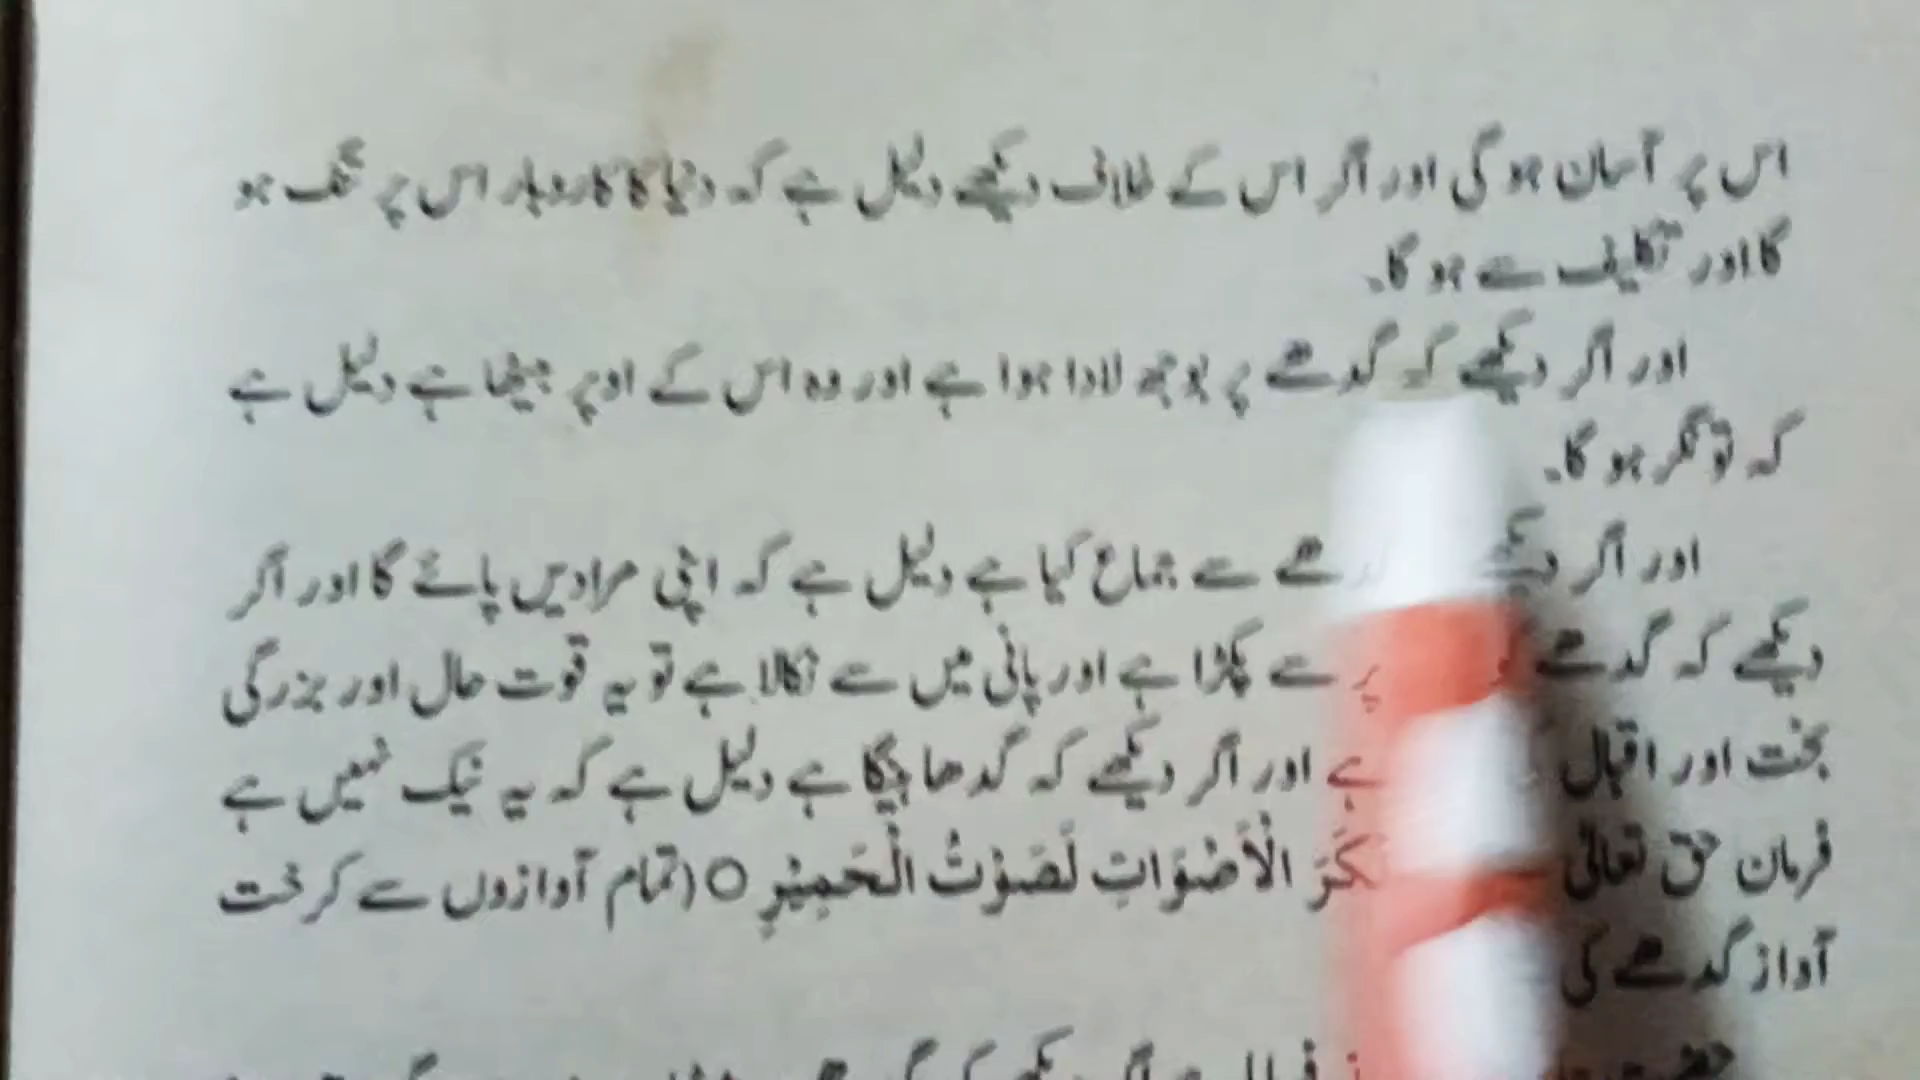 اس پر آسان ہو گی اور اگر اس کے خلاف دیکھے دلیل ہے کہ دنیا کا کاروبار اس پر تنگ ہو
گا اور تکلیف سے ہو گا۔
اور اگر دیکھے کہ گدھے پر بوجھ لادا ہوا ہے اور وہ اس کے اوپر بیٹھا ہے دلیل ہے
کہ تونگر ہو گا۔
اور اگر سے جماع کیا ہے دلیل ہے کہ اپنی مرادیں پائے گا اور اگر
دیکھے کہ گدھے سے پکڑا ہے اور پانی میں سے نکالا ہے تو یہ قوت حال اور بزرگی
بخت اور اقبال ہے اور اگر دیکھے کہ گدھا ہے دلیل ہے کہ یہ نیک نہیں ہے
فرمان حق تعالیٰ الْاَصْوَاتِ لَصَوْتُ الْحَمِيْرِ ○ (تمام آوازوں سے کرخت
آواز گدھے کی